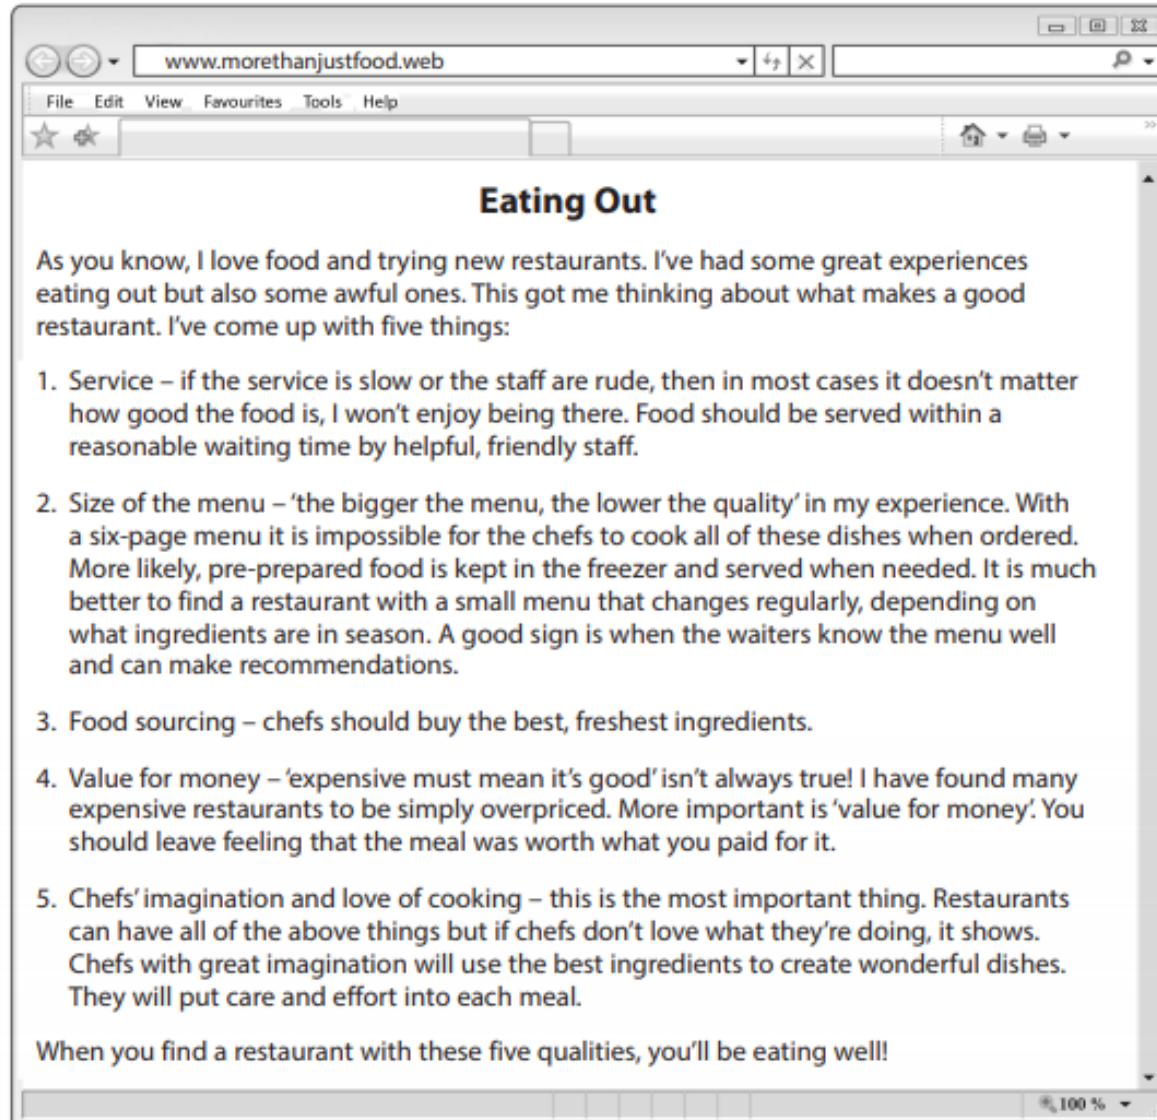 www.morethanjustfood.web
File Edit View Favourites Tools Help
Eating Out
As you know, I love food and trying new restaurants. I've had some great experiences
eating out but also some awful ones. This got me thinking about what makes a good
restaurant. I've come up with five things:
1. Service – if the service is slow or the staff are rude, then in most cases it doesn't matter
how good the food is, I won't enjoy being there. Food should be served within a
reasonable waiting time by helpful, friendly staff.
2. Size of the menu – 'the bigger the menu, the lower the quality' in my experience. With
a six-page menu it is impossible for the chefs to cook all of these dishes when ordered.
More likely, pre-prepared food is kept in the freezer and served when needed. It is much
better to find a restaurant with a small menu that changes regularly, depending on
what ingredients are in season. A good sign is when the waiters know the menu well
and can make recommendations.
3. Food sourcing – chefs should buy the best, freshest ingredients.
4. Value for money – 'expensive must mean it's good' isn't always true! I have found many
expensive restaurants to be simply overpriced. More important is 'value for money'. You
should leave feeling that the meal was worth what you paid for it.
5. Chefs' imagination and love of cooking – this is the most important thing. Restaurants
can have all of the above things but if chefs don't love what they're doing, it shows.
Chefs with great imagination will use the best ingredients to create wonderful dishes.
They will put care and effort into each meal.
When you find a restaurant with these five qualities, you'll be eating well!
100 %